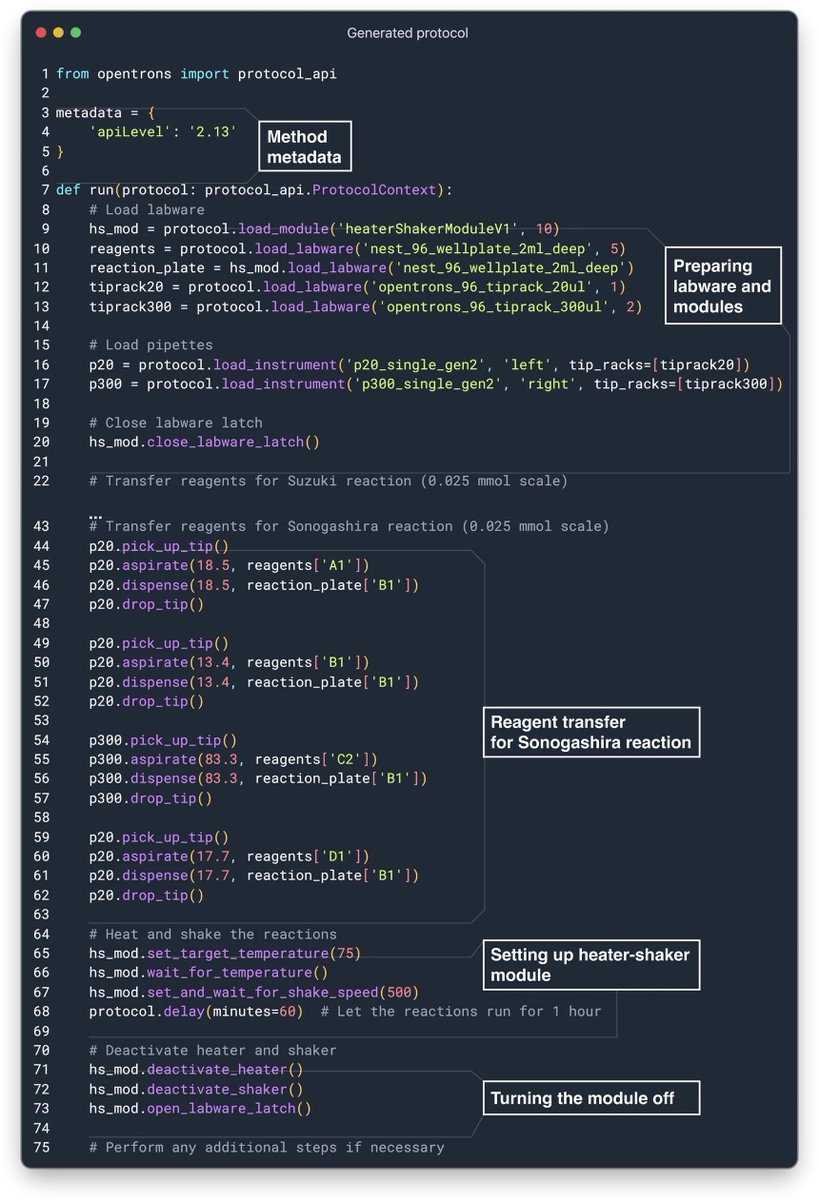 Generated protocol
1 from opentrons import protocol_api
2
3 metadata = {
4     'apiLevel': '2.13'
5 }
Method
metadata
6
7 def run(protocol: protocol_api.ProtocolContext):
8     # Load labware
9     hs_mod = protocol.load_module('heaterShakerModuleV1', 10)
10     reagents = protocol.load_labware('nest_96_wellplate_2ml_deep', 5)
11     reaction_plate = hs_mod.load_labware('nest_96_wellplate_2ml_deep')
12     tiprack20 = protocol.load_labware('opentrons_96_tiprack_20ul', 1)
13     tiprack300 = protocol.load_labware('opentrons_96_tiprack_300ul', 2)
Preparing
labware and
modules
14
15     # Load pipettes
16     p20 = protocol.load_instrument('p20_single_gen2', 'left', tip_racks=[tiprack20])
17     p300 = protocol.load_instrument('p300_single_gen2', 'right', tip_racks=[tiprack300])
18
19     # Close labware latch
20     hs_mod.close_labware_latch()
21
22     # Transfer reagents for Suzuki reaction (0.025 mmol scale)
...
43     # Transfer reagents for Sonogashira reaction (0.025 mmol scale)
44     p20.pick_up_tip()
45     p20.aspirate(18.5, reagents['A1'])
46     p20.dispense(18.5, reaction_plate['B1'])
47     p20.drop_tip()
48
49     p20.pick_up_tip()
50     p20.aspirate(13.4, reagents['B1'])
51     p20.dispense(13.4, reaction_plate['B1'])
52     p20.drop_tip()
53
54     p300.pick_up_tip()
55     p300.aspirate(83.3, reagents['C2'])
56     p300.dispense(83.3, reaction_plate['B1'])
57     p300.drop_tip()
58
59     p20.pick_up_tip()
60     p20.aspirate(17.7, reagents['D1'])
61     p20.dispense(17.7, reaction_plate['B1'])
62     p20.drop_tip()
63
Reagent transfer
for Sonogashira reaction
64     # Heat and shake the reactions
65     hs_mod.set_target_temperature(75)
66     hs_mod.wait_for_temperature()
67     hs_mod.set_and_wait_for_shake_speed(500)
68     protocol.delay(minutes=60)  # Let the reactions run for 1 hour
69
Setting up heater-shaker
module
70     # Deactivate heater and shaker
71     hs_mod.deactivate_heater()
72     hs_mod.deactivate_shaker()
73     hs_mod.open_labware_latch()
74
Turning the module off
75     # Perform any additional steps if necessary